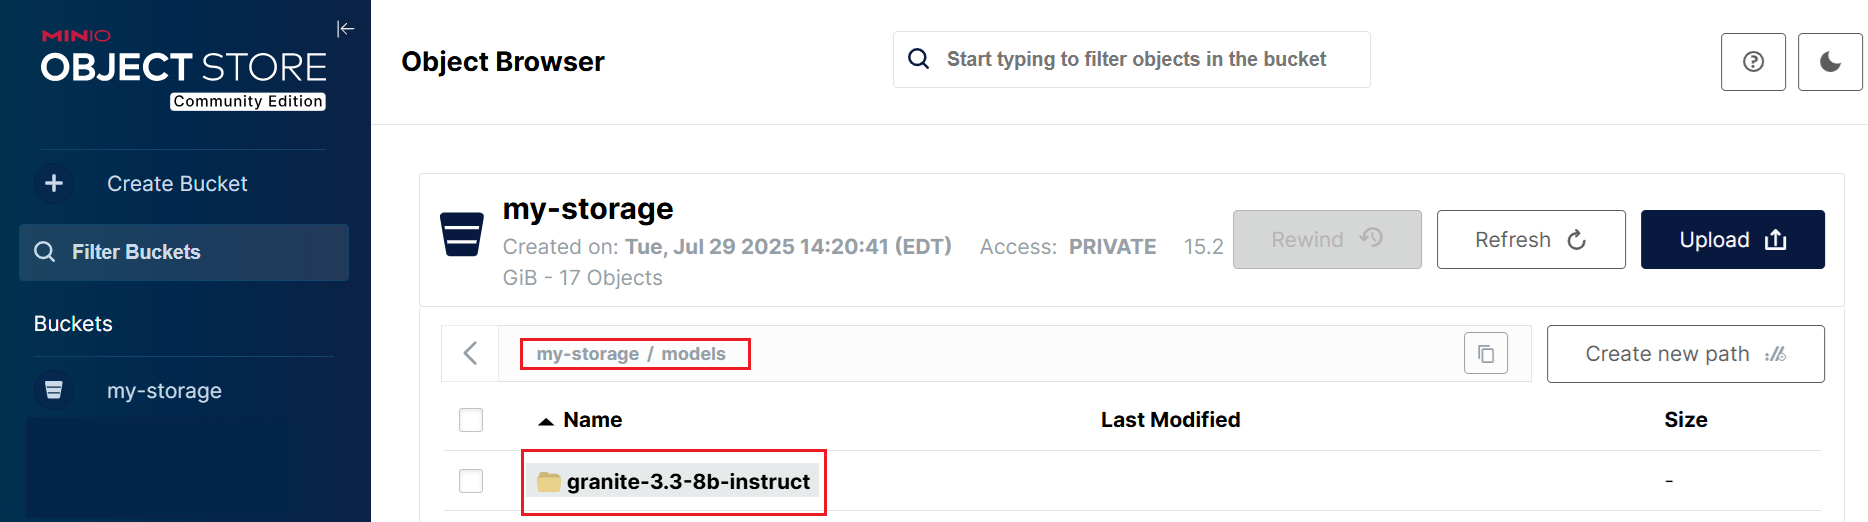 MINIO
OBJECT STORE
Community Edition
Create Bucket
Filter Buckets
Buckets
my-storage
Object Browser
Start typing to filter objects in the bucket
my-storage
Created on: Tue, Jul 29 2025 14:20:41 (EDT) Access: PRIVATE 15.2
GiB - 17 Objects
Rewind
Refresh
Upload
my-storage / models
Create new path
Name Last Modified Size
granite-3.3-8b-instruct -